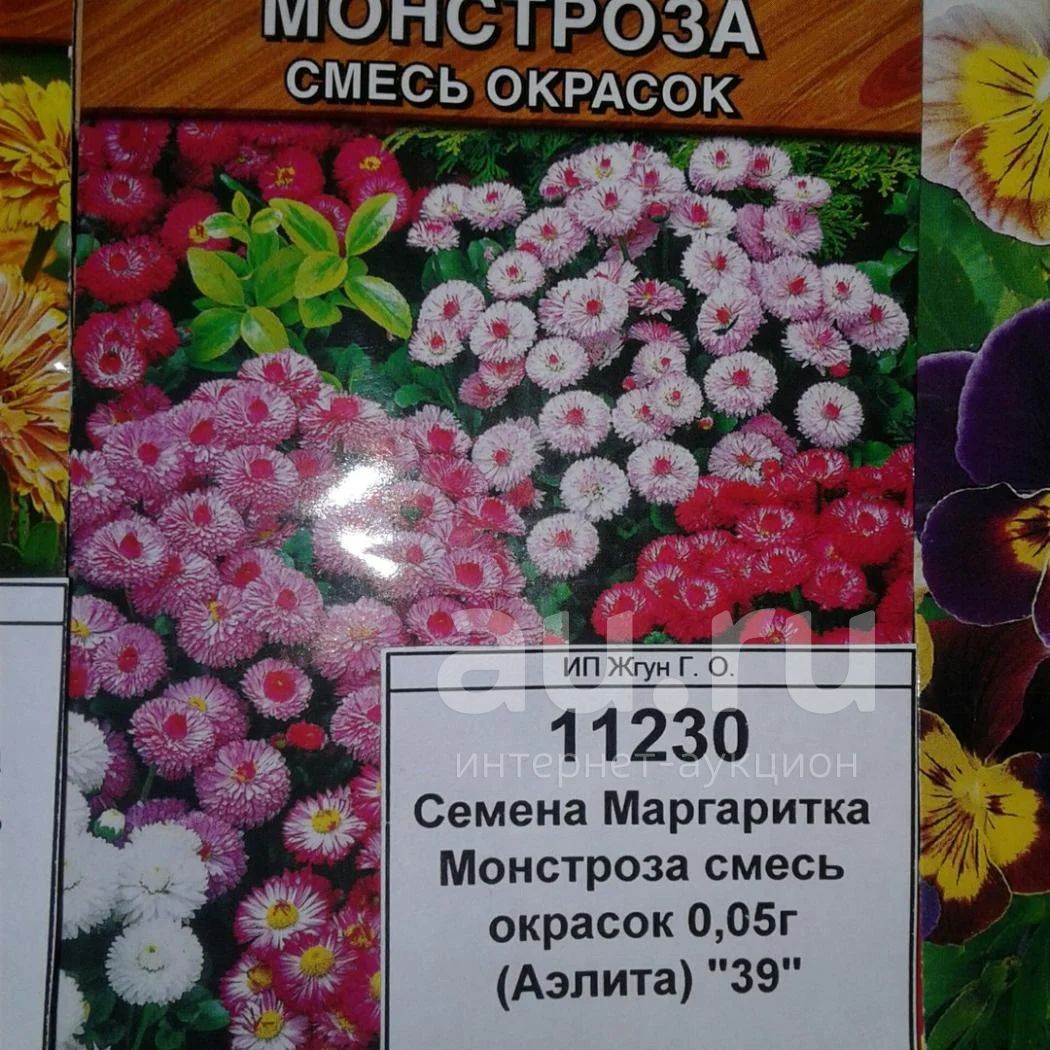 МОНСТРОЗА
СМЕСЬ ОКРАСОК
au.ru
интернет-аукцион
ИП Жгун Г. О.
11230
Семена Маргаритка
Монстроза смесь
окрасок 0,05г
(Аэлита) "39"